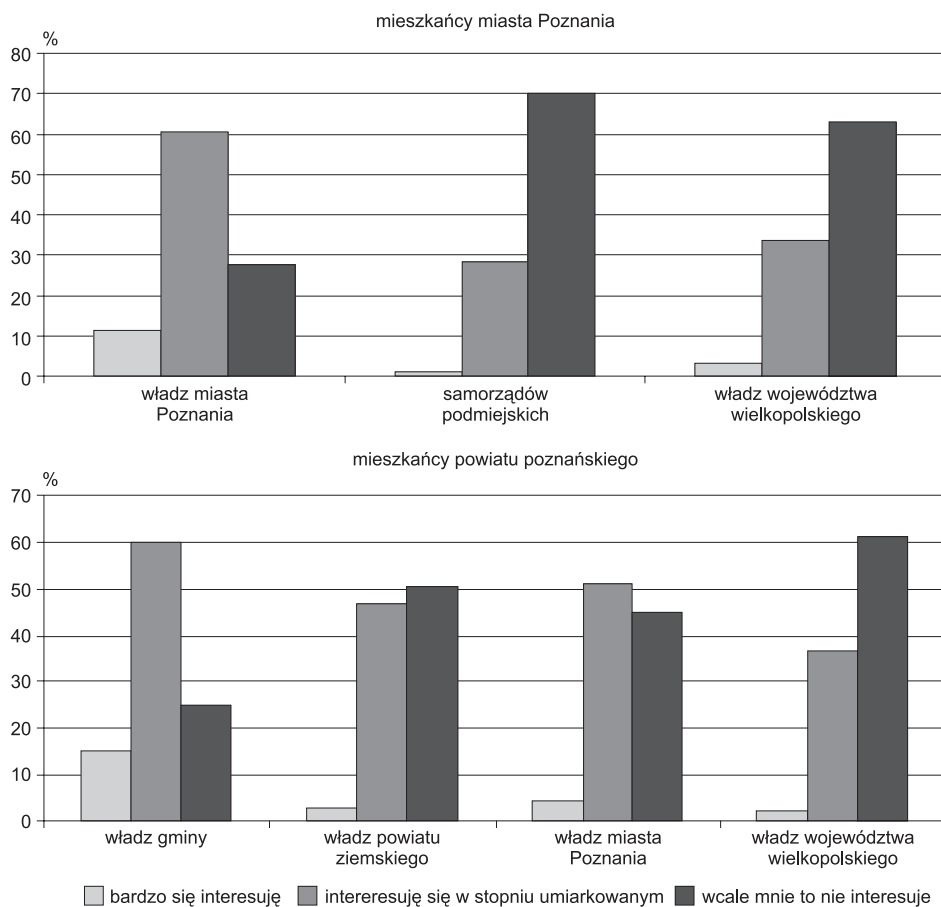 mieszkańcy miasta Poznania
%
80
70
60
50
40
30
20
10
0
władz miasta
Poznania
samorządów
podmiejskich
władz województwa
wielkopolskiego
mieszkańcy powiatu poznańskiego
%
70
60
50
40
30
20
10
0
władz gminy
władz powiatu
ziemskiego
władz miasta
Poznania
władz województwa
wielkopolskiego
bardzo się interesuję intereresuję się w stopniu umiarkowanym wcale mnie to nie interesuje